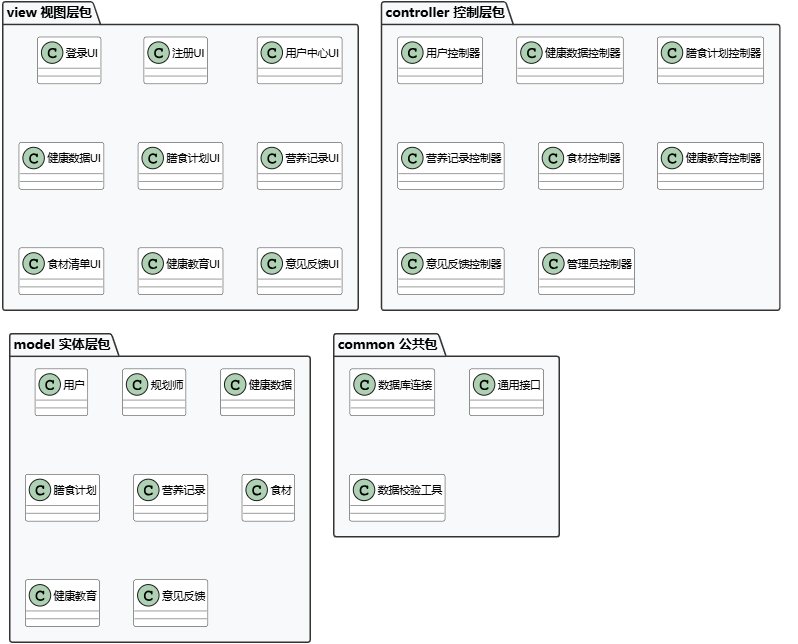 view 视图层包
C 登录UI
C 注册UI
C 用户中心UI
C 健康数据UI
C 膳食计划UI
C 营养记录UI
C 食材清单UI
C 健康教育UI
C 意见反馈UI
controller 控制层包
C 用户控制器
C 健康数据控制器
C 膳食计划控制器
C 营养记录控制器
C 食材控制器
C 健康教育控制器
C 意见反馈控制器
C 管理员控制器
model 实体层包
C 用户
C 规划师
C 健康数据
C 膳食计划
C 营养记录
C 食材
C 健康教育
C 意见反馈
common 公共包
C 数据库连接
C 通用接口
C 数据校验工具